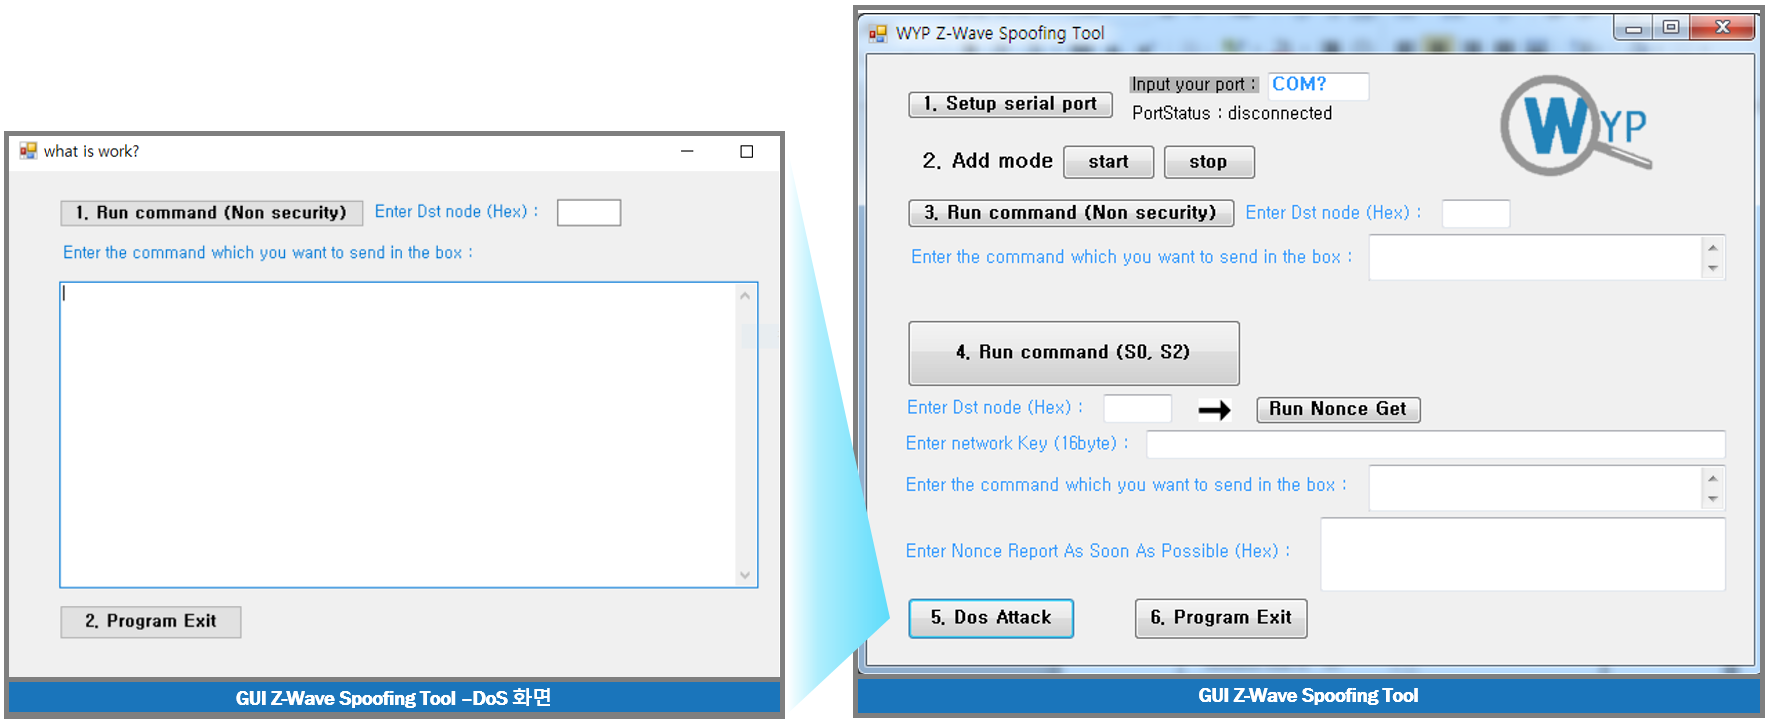 what is work?
1. Run command (Non security) Enter Dst node (Hex) :
Enter the command which you want to send in the box :
2. Program Exit
GUI Z-Wave Spoofing Tool –DoS 화면
WYP Z-Wave Spoofing Tool
1. Setup serial port
Input your port : COM?
PortStatus : disconnected
WYP
2. Add mode start stop
3. Run command (Non security) Enter Dst node (Hex) :
Enter the command which you want to send in the box :
4. Run command (S0, S2)
Enter Dst node (Hex) : Run Nonce Get
Enter network Key (16byte) :
Enter the command which you want to send in the box :
Enter Nonce Report As Soon As Possible (Hex) :
5. Dos Attack 6. Program Exit
GUI Z-Wave Spoofing Tool